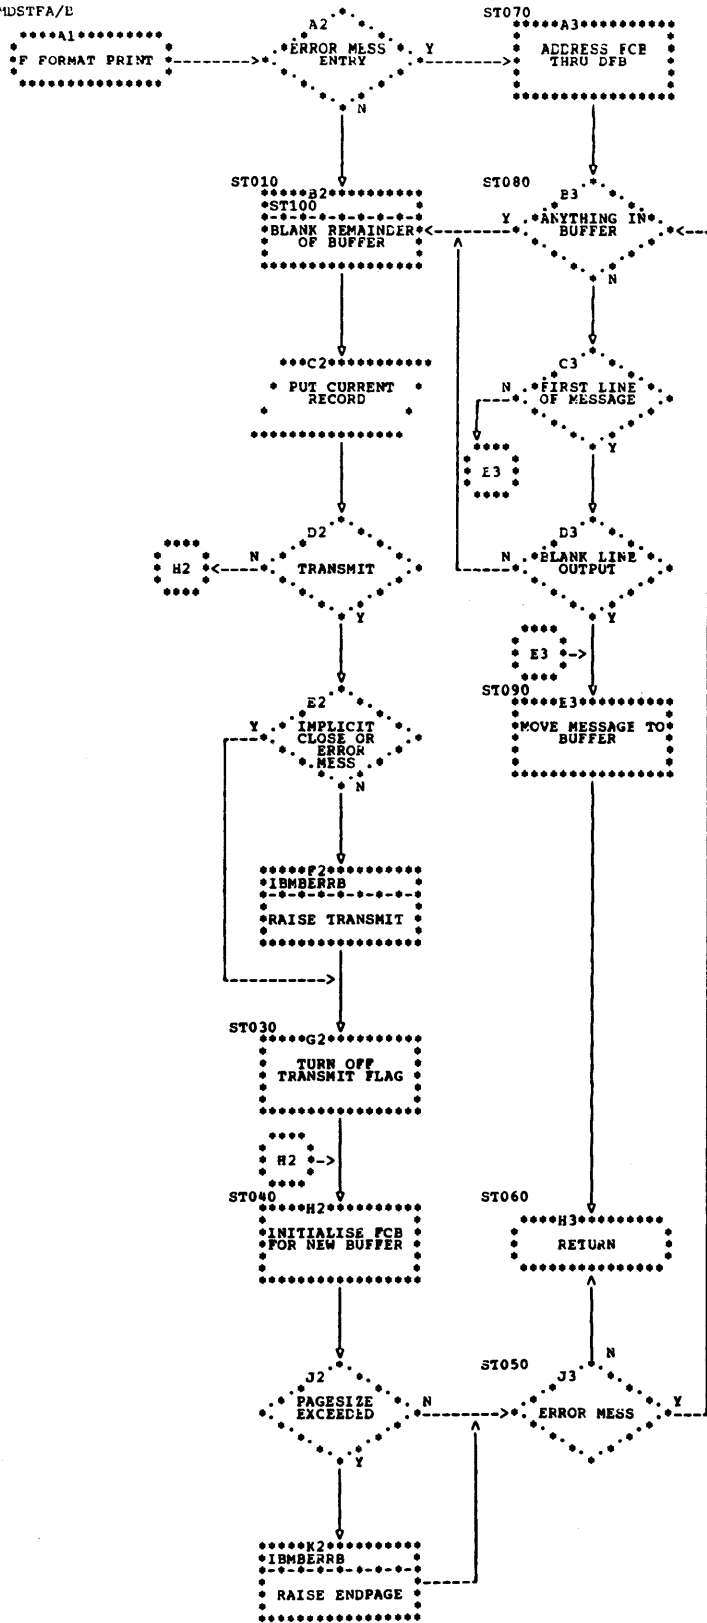 MDSTFA/B
A1
F FORMAT PRINT
A2
ERROR MESS
ENTRY
Y
N
ST070
A3
ADDRESS FCB
THRU DFB
ST010
B2
ST100
BLANK REMAINDER
OF BUFFER
ST080
B3
ANYTHING IN
BUFFER
Y
N
C2
PUT CURRENT
RECORD
C3
FIRST LINE
OF MESSAGE
N
Y
E3
D2
TRANSMIT
N
Y
H2
D3
BLANK LINE
OUTPUT
N
Y
E3
E2
IMPLICIT
CLOSE OR
ERROR
MESS
Y
N
ST090
E3
MOVE MESSAGE TO
BUFFER
F2
IBMBERRB
RAISE TRANSMIT
ST030
G2
TURN OFF
TRANSMIT FLAG
H2
ST040
H2
INITIALISE FCB
FOR NEW BUFFER
ST060
H3
RETURN
J2
PAGESIZE
EXCEEDED
N
Y
ST050
J3
ERROR MESS
N
Y
K2
IBMBERRB
RAISE ENDPAGE